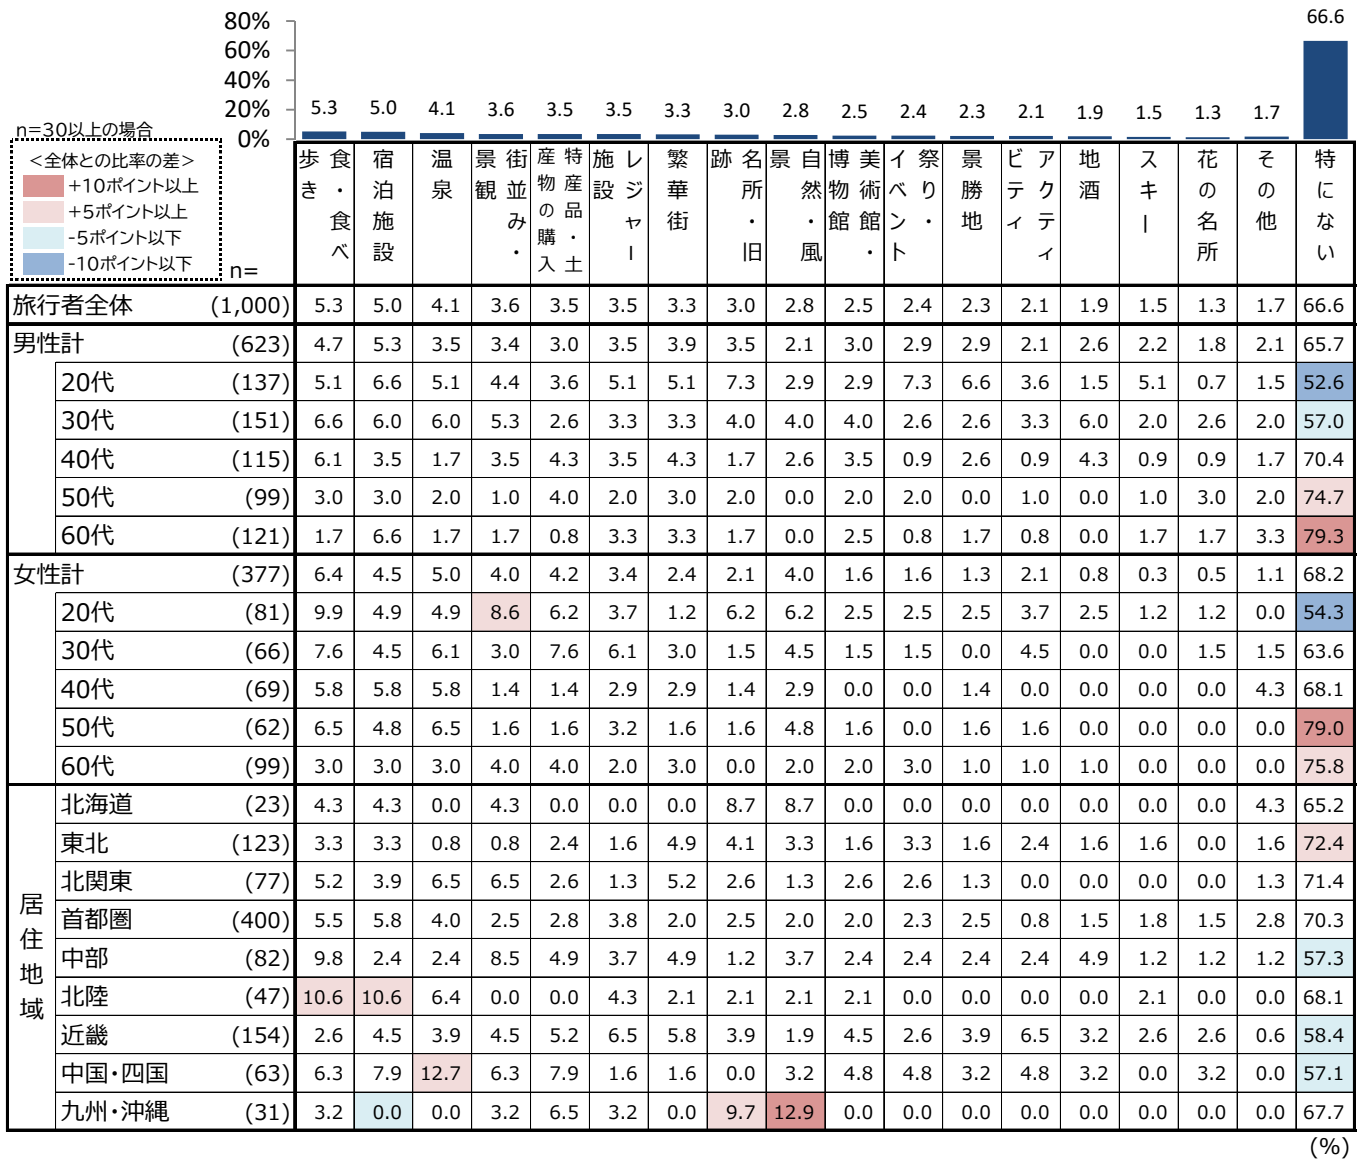 66.6
80%
60%
40%
20%
0%
5.3 5.0 4.1 3.6 3.5 3.5 3.3 3.0 2.8 2.5 2.4 2.3 2.1 1.9 1.5 1.3 1.7
n=30以上の場合
<全体との比率の差>
+10ポイント以上
+5ポイント以上
-5ポイント以下
-10ポイント以下
n=
食・食べ歩き
宿泊施設
温泉
街並み・景観
特産品・土産物の購入
レジャー施設
繁華街
名所・旧跡
自然・風景
美術館・博物館
祭り・イベント
景勝地
アクティビティ
地酒
スキー
花の名所
その他
特にない
旅行者全体 (1,000) 5.3 5.0 4.1 3.6 3.5 3.5 3.3 3.0 2.8 2.5 2.4 2.3 2.1 1.9 1.5 1.3 1.7 66.6
男性計 (623) 4.7 5.3 3.5 3.4 3.0 3.5 3.9 3.5 2.1 3.0 2.9 2.9 2.1 2.6 2.2 1.8 2.1 65.7
20代 (137) 5.1 6.6 5.1 4.4 3.6 5.1 5.1 7.3 2.9 2.9 7.3 6.6 3.6 1.5 5.1 0.7 1.5 52.6
30代 (151) 6.6 6.0 6.0 5.3 2.6 3.3 3.3 4.0 4.0 4.0 2.6 2.6 3.3 6.0 2.0 2.6 2.0 57.0
40代 (115) 6.1 3.5 1.7 3.5 4.3 3.5 4.3 1.7 2.6 3.5 0.9 2.6 0.9 4.3 0.9 0.9 1.7 70.4
50代 (99) 3.0 3.0 2.0 1.0 4.0 2.0 3.0 2.0 0.0 2.0 2.0 0.0 1.0 0.0 1.0 3.0 2.0 74.7
60代 (121) 1.7 6.6 1.7 1.7 0.8 3.3 3.3 1.7 0.0 2.5 0.8 1.7 0.8 0.0 1.7 1.7 3.3 79.3
女性計 (377) 6.4 4.5 5.0 4.0 4.2 3.4 2.4 2.1 4.0 1.6 1.6 1.3 2.1 0.8 0.3 0.5 1.1 68.2
20代 (81) 9.9 4.9 4.9 8.6 6.2 3.7 1.2 6.2 6.2 2.5 2.5 2.5 3.7 2.5 1.2 1.2 0.0 54.3
30代 (66) 7.6 4.5 6.1 3.0 7.6 6.1 3.0 1.5 4.5 1.5 1.5 0.0 4.5 0.0 0.0 1.5 1.5 63.6
40代 (69) 5.8 5.8 5.8 1.4 1.4 2.9 2.9 1.4 2.9 0.0 0.0 1.4 0.0 0.0 0.0 0.0 4.3 68.1
50代 (62) 6.5 4.8 6.5 1.6 1.6 3.2 1.6 1.6 4.8 1.6 0.0 1.6 1.6 0.0 0.0 0.0 0.0 79.0
60代 (99) 3.0 3.0 3.0 4.0 4.0 2.0 3.0 0.0 2.0 2.0 3.0 1.0 1.0 1.0 0.0 0.0 0.0 75.8
居住地域
北海道 (23) 4.3 4.3 0.0 4.3 0.0 0.0 0.0 8.7 8.7 0.0 0.0 0.0 0.0 0.0 0.0 0.0 4.3 65.2
東北 (123) 3.3 3.3 0.8 0.8 2.4 1.6 4.9 4.1 3.3 1.6 3.3 1.6 2.4 1.6 1.6 0.0 1.6 72.4
北関東 (77) 5.2 3.9 6.5 6.5 2.6 1.3 5.2 2.6 1.3 2.6 2.6 1.3 0.0 0.0 0.0 0.0 1.3 71.4
首都圏 (400) 5.5 5.8 4.0 2.5 2.8 3.8 2.0 2.5 2.0 2.0 2.3 2.5 0.8 1.5 1.8 1.5 2.8 70.3
中部 (82) 9.8 2.4 2.4 8.5 4.9 3.7 4.9 1.2 3.7 2.4 2.4 2.4 2.4 4.9 1.2 1.2 1.2 57.3
北陸 (47) 10.6 10.6 6.4 0.0 0.0 4.3 2.1 2.1 2.1 2.1 0.0 0.0 0.0 0.0 2.1 0.0 0.0 68.1
近畿 (154) 2.6 4.5 3.9 4.5 5.2 6.5 5.8 3.9 1.9 4.5 2.6 3.9 6.5 3.2 2.6 2.6 0.6 58.4
中国・四国 (63) 6.3 7.9 12.7 6.3 7.9 1.6 1.6 0.0 3.2 4.8 4.8 3.2 4.8 3.2 0.0 3.2 0.0 57.1
九州・沖縄 (31) 3.2 0.0 0.0 3.2 6.5 3.2 0.0 9.7 12.9 0.0 0.0 0.0 0.0 0.0 0.0 0.0 0.0 67.7
(%)